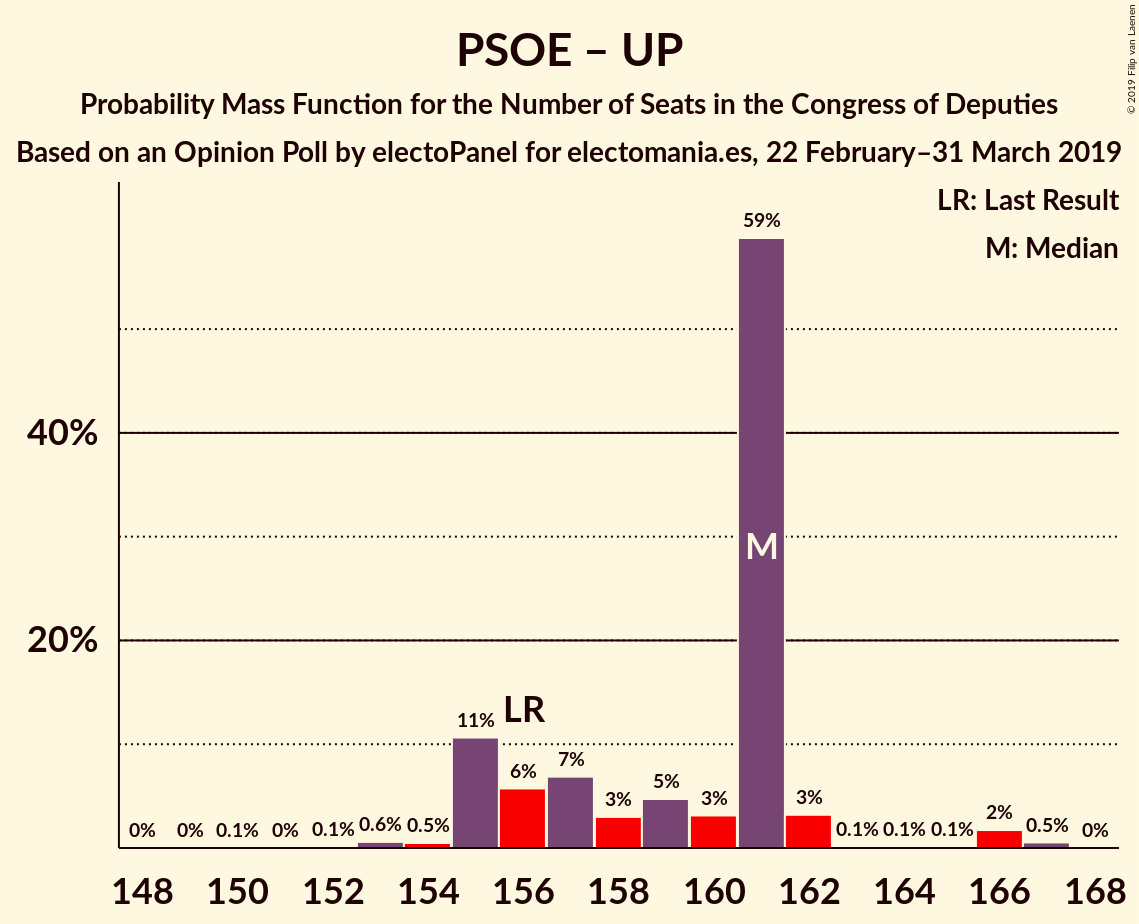 PSOE – UP
Probability Mass Function for the Number of Seats in the Congress of Deputies
Based on an Opinion Poll by electoPanel for electomania.es, 22 February–31 March 2019
© 2019 Filip van Laenen
LR: Last Result
M: Median
40%
20%
0%
0%
0.1%
0%
0.1%
0.6%
0.5%
11%
LR
6%
7%
3%
5%
3%
59%
M
3%
0.1%
0.1%
0.1%
2%
0.5%
0%
148 150 152 154 156 158 160 162 164 166 168